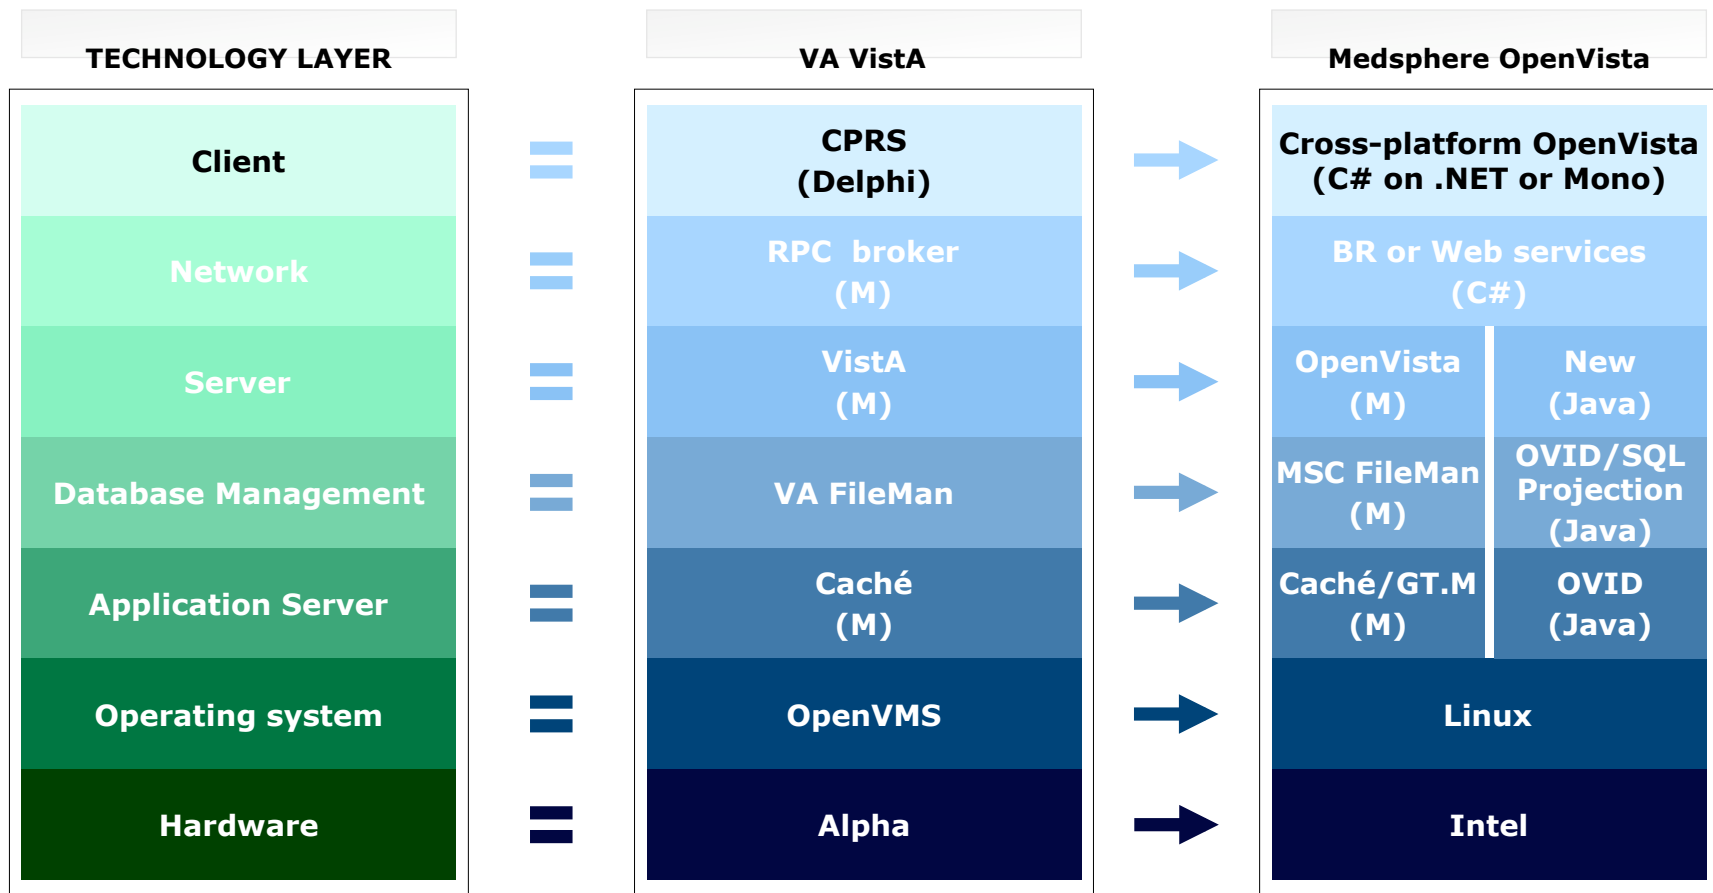 TECHNOLOGY LAYER
VA VistA
Medsphere OpenVista
Client
CPRS
(Delphi)
Cross-platform OpenVista
(C# on .NET or Mono)
Network
RPC broker
(M)
BR or Web services
(C#)
Server
VistA
(M)
OpenVista
(M)
New
(Java)
Database Management
VA FileMan
MSC FileMan
(M)
OVID/SQL
Projection
(Java)
Application Server
Caché
(M)
Caché/GT.M
(M)
OVID
(Java)
Operating system
OpenVMS
Linux
Hardware
Alpha
Intel